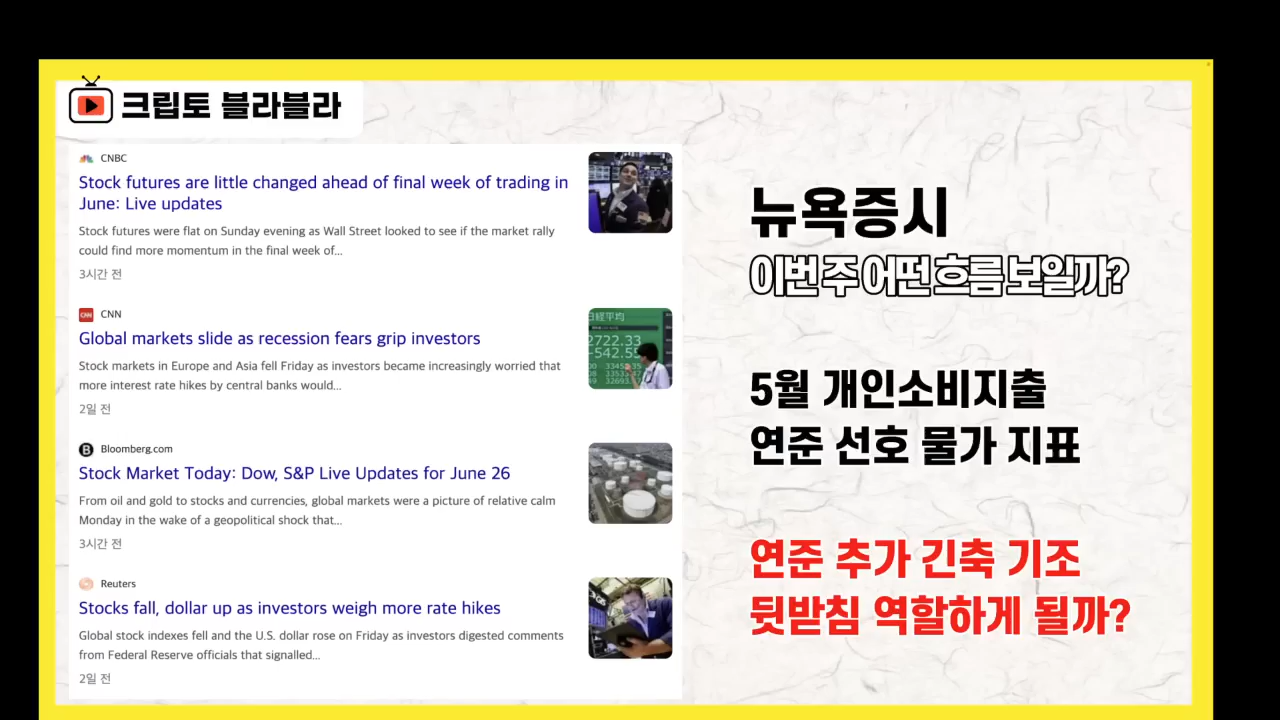 크립토 블라블라
CNBC
Stock futures are little changed ahead of final week of trading in
June: Live updates
Stock futures were flat on Sunday evening as Wall Street looked to see if the market rally
could find more momentum in the final week of...
3시간 전
CNN
Global markets slide as recession fears grip investors
Stock markets in Europe and Asia fell Friday as investors became increasingly worried that
more interest rate hikes by central banks would...
2일 전
Bloomberg.com
Stock Market Today: Dow, S&P Live Updates for June 26
From oil and gold to stocks and currencies, global markets were a picture of relative calm
Monday in the wake of a geopolitical shock that...
3시간 전
Reuters
Stocks fall, dollar up as investors weigh more rate hikes
Global stock indexes fell and the U.S. dollar rose on Friday as investors digested comments
from Federal Reserve officials that signalled...
2일 전
뉴욕증시
이번 주 어떤 흐름 보일까?
5월 개인소비지출
연준 선호 물가 지표
연준 추가 긴축 기조
뒷받침 역할하게 될까?